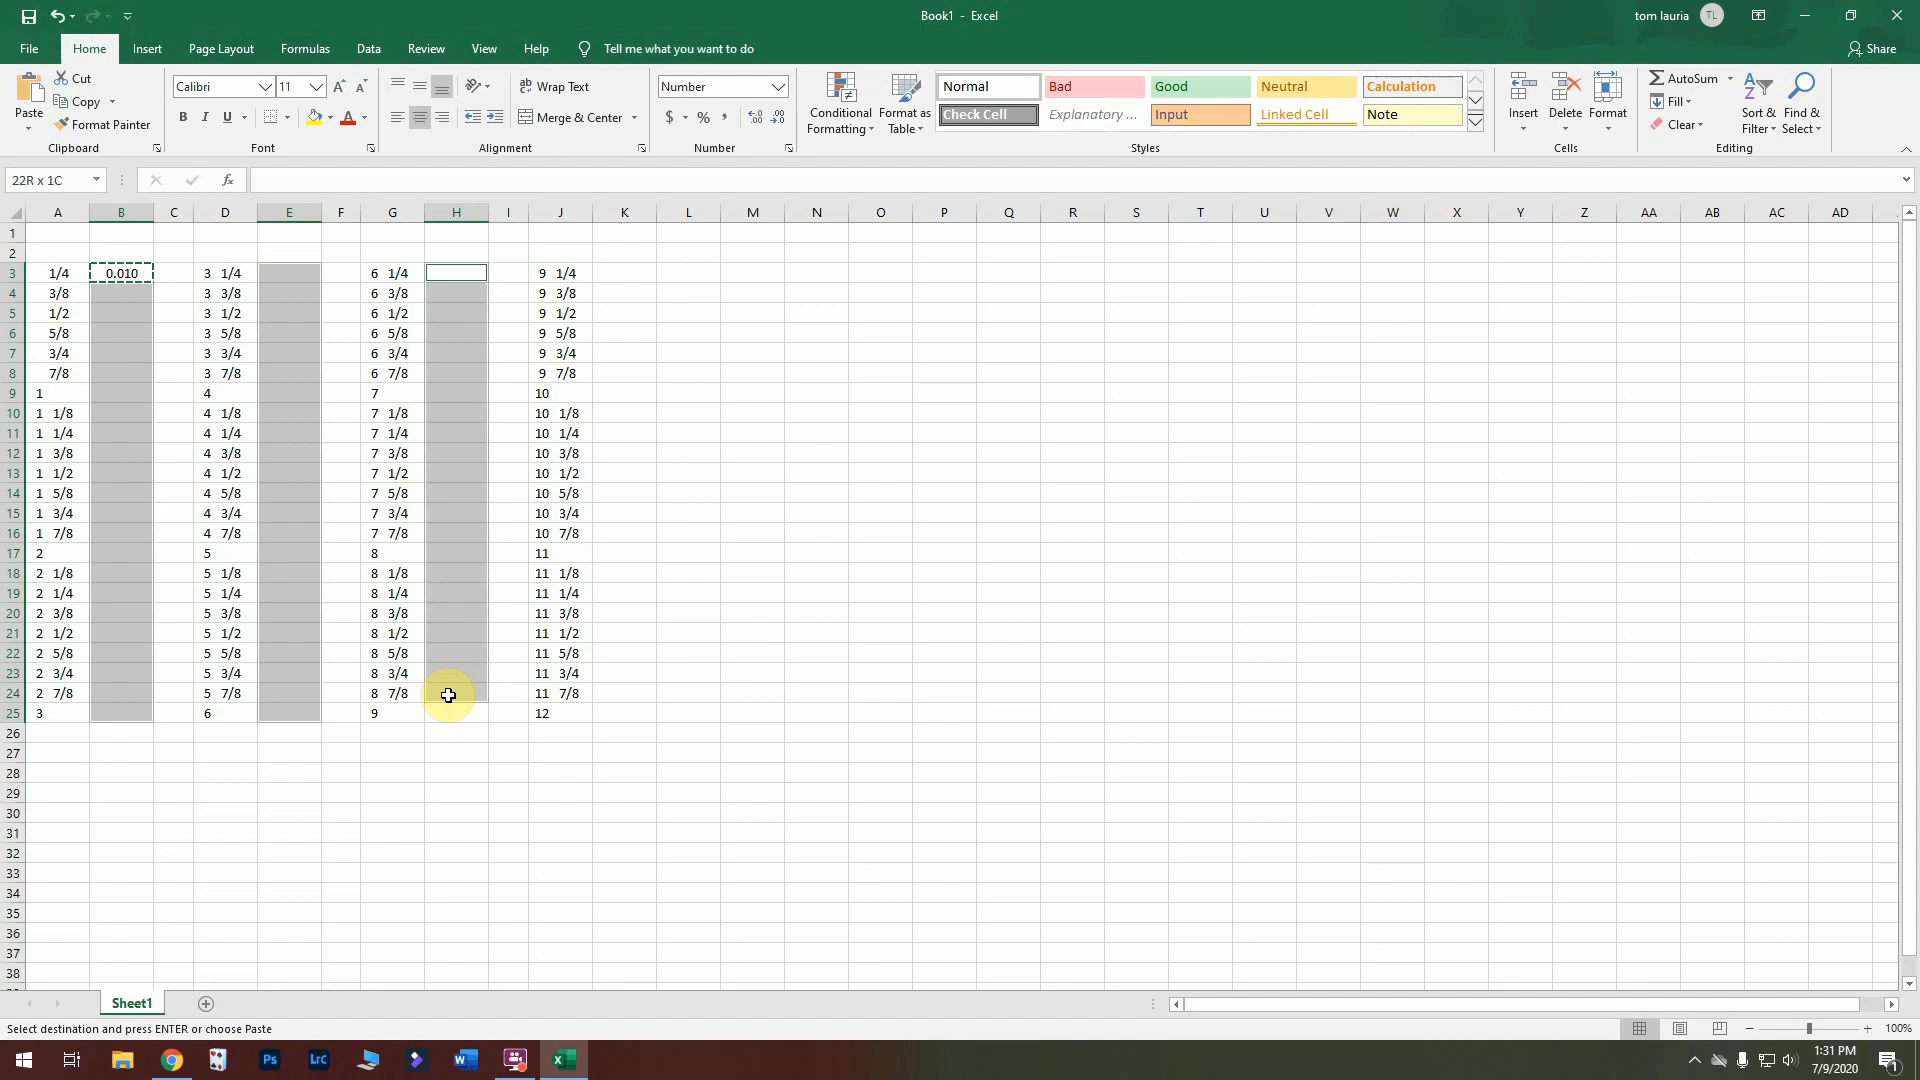 Book1 - Excel
tom lauria TL
File Home Insert Page Layout Formulas Data Review View Help Tell me what you want to do Share
Paste Cut Copy Format Painter Clipboard
Calibri 11 A A B I U A Font
ab Wrap Text Merge & Center Alignment
Number $ % , Number
Conditional Formatting Format as Table
Normal Bad Good Neutral Calculation
Check Cell Explanatory ... Input Linked Cell Note
Styles
Insert Delete Format Cells
AutoSum Fill Clear Sort & Filter Find & Select Editing
22R x 1C fx
A B C D E F G H I J K L M N O P Q R S T U V W X Y Z AA AB AC AD
1
2
3 1/4 0.010 3 1/4 6 1/4 9 1/4
4 3/8 3 3/8 6 3/8 9 3/8
5 1/2 3 1/2 6 1/2 9 1/2
6 5/8 3 5/8 6 5/8 9 5/8
7 3/4 3 3/4 6 3/4 9 3/4
8 7/8 3 7/8 6 7/8 9 7/8
9 1 4 7 10
10 1 1/8 4 1/8 7 1/8 10 1/8
11 1 1/4 4 1/4 7 1/4 10 1/4
12 1 3/8 4 3/8 7 3/8 10 3/8
13 1 1/2 4 1/2 7 1/2 10 1/2
14 1 5/8 4 5/8 7 5/8 10 5/8
15 1 3/4 4 3/4 7 3/4 10 3/4
16 1 7/8 4 7/8 7 7/8 10 7/8
17 2 5 8 11
18 2 1/8 5 1/8 8 1/8 11 1/8
19 2 1/4 5 1/4 8 1/4 11 1/4
20 2 3/8 5 3/8 8 3/8 11 3/8
21 2 1/2 5 1/2 8 1/2 11 1/2
22 2 5/8 5 5/8 8 5/8 11 5/8
23 2 3/4 5 3/4 8 3/4 11 3/4
24 2 7/8 5 7/8 8 7/8 11 7/8
25 3 6 9 12
26
27
28
29
30
31
32
33
34
35
36
37
38
Sheet1
Select destination and press ENTER or choose Paste 100%
Ps Lrc W X 1:31 PM
7/9/2020 1